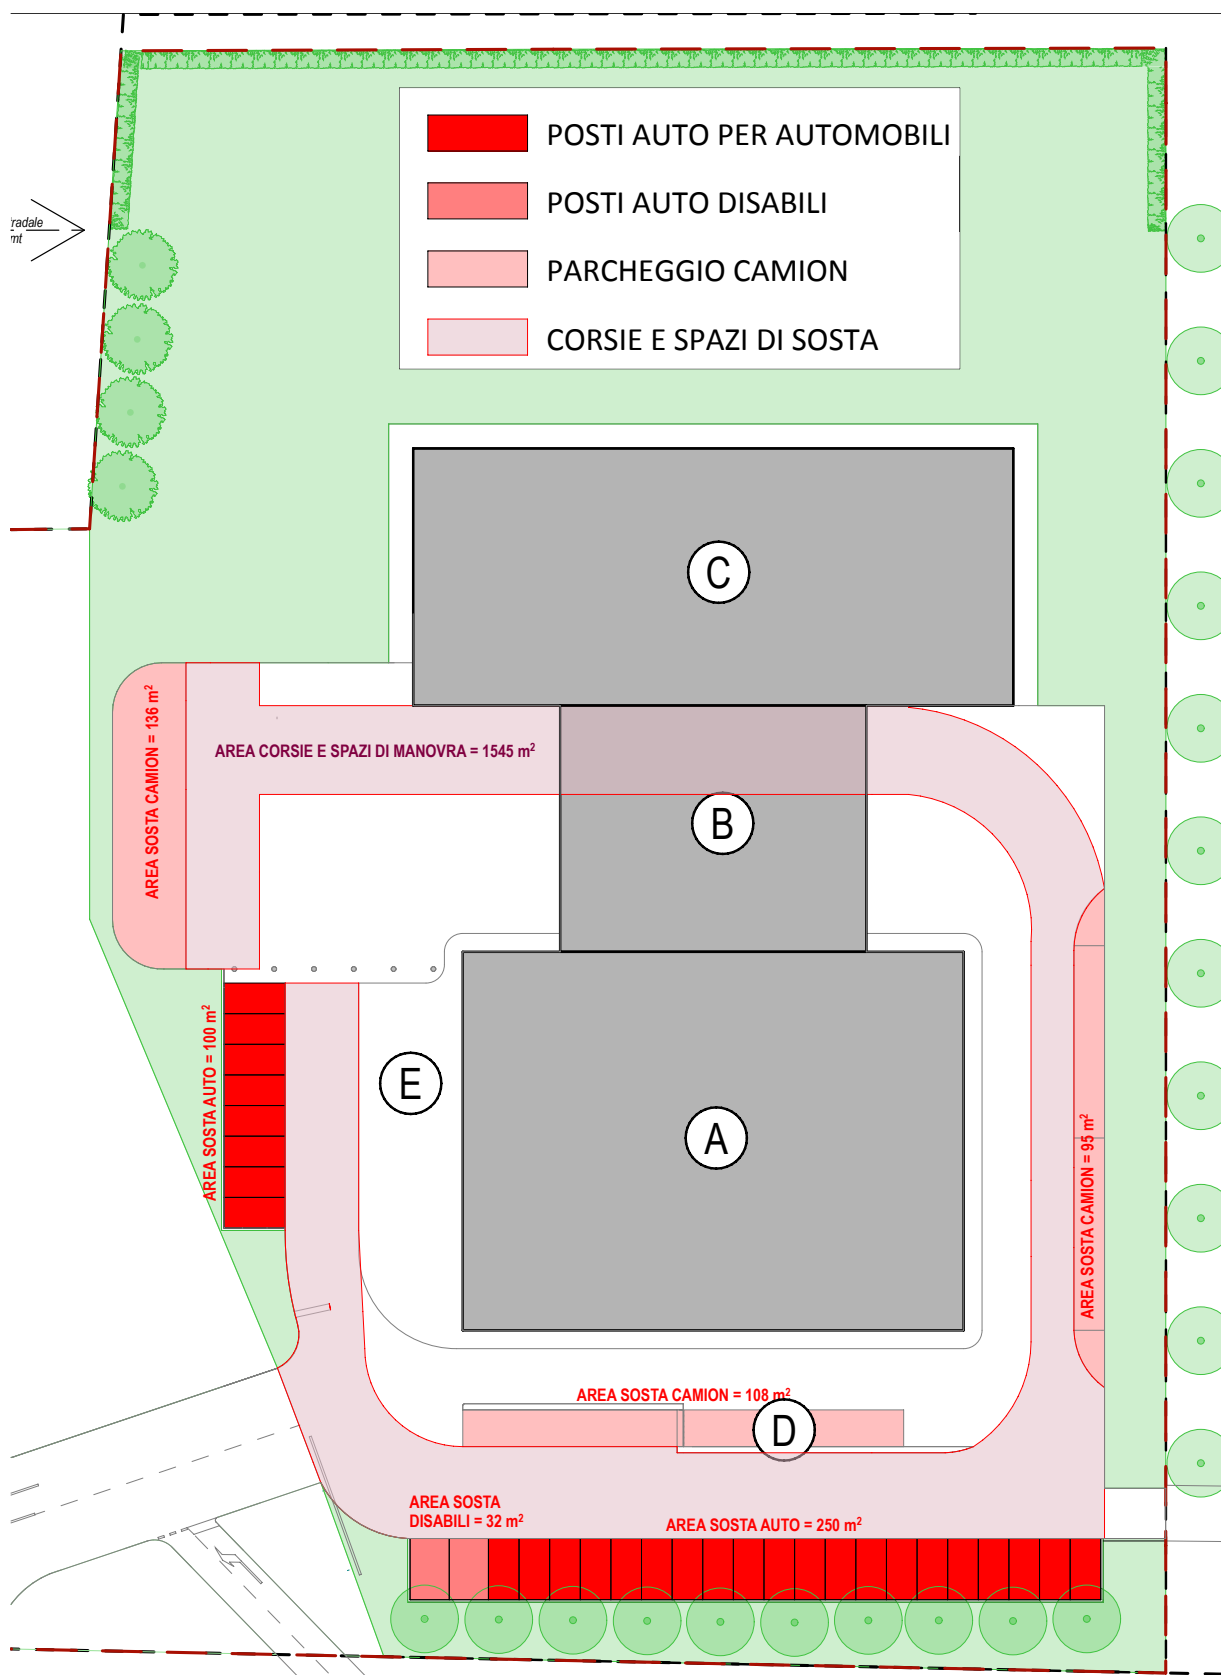 POSTI AUTO PER AUTOMOBILI
POSTI AUTO DISABILI
radale
mt
PARCHEGGIO CAMION
CORSIE E SPAZI DI SOSTA
C
AREA SOSTA CAMION = 136 m²
AREA CORSIE E SPAZI DI MANOVRA = 1545 m²
B
AREA SOSTA AUTO = 100 m²
E
A
AREA SOSTA CAMION = 95 m²
AREA SOSTA CAMION = 108 m²
D
AREA SOSTA
DISABILI = 32 m²
AREA SOSTA AUTO = 250 m²